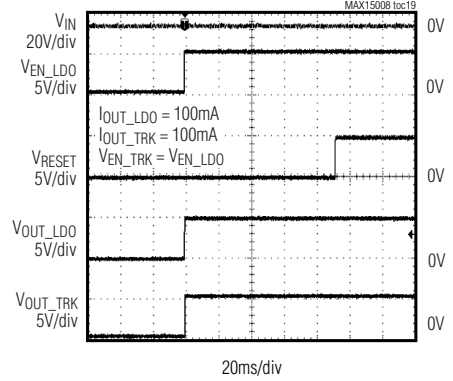 MAX15008 toc19
VIN
20V/div
0V
VEN_LDO
5V/div
0V
IOUT_LDO = 100mA
IOUT_TRK = 100mA
VEN_TRK = VEN_LDO
VRESET
5V/div
0V
VOUT_LDO
5V/div
0V
VOUT_TRK
5V/div
0V
20ms/div